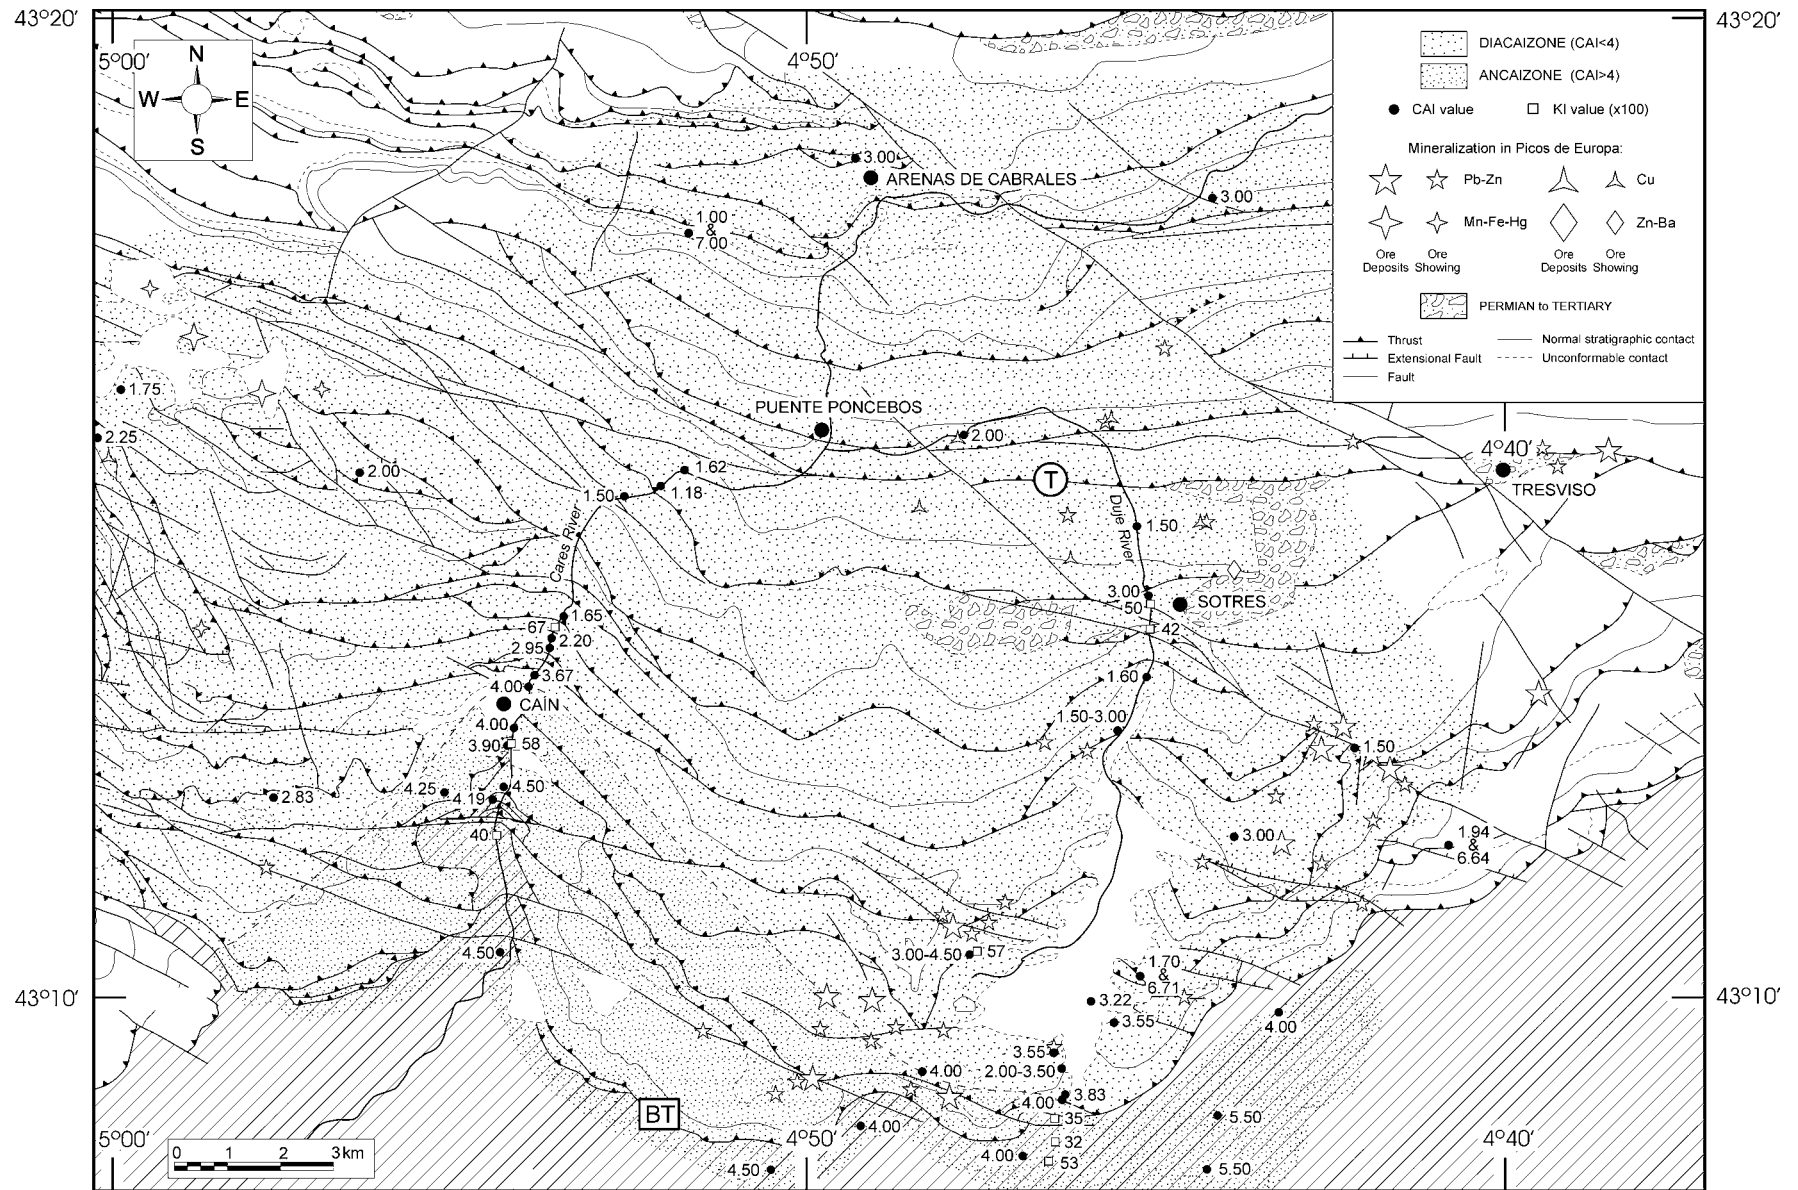 43°20′
43°20′
5°00′
4°50′
N
W E
S
DIACAIZONE (CAI<4)
ANCAIZONE (CAI>4)
CAI value
KI value (x100)
Mineralization in Picos de Europa:
Pb-Zn
Cu
Mn-Fe-Hg
Zn-Ba
Ore Deposits
Ore Showing
Ore Deposits
Ore Showing
PERMIAN to TERTIARY
Thrust
Normal stratigraphic contact
Extensional Fault
Unconformable contact
Fault
3.00
ARENAS DE CABRALES
3.00
1.00
&
7.00
1.75
PUENTE PONCEBOS
2.25
2.00
4°40′
2.00
1.62
T
1.18
TRESVISO
1.50
Cares River
Duje River
1.50
3.00
SOTRES
50
1.65
67
42
2.20
2.95
3.67
1.60
4.00
CAÍN
1.50-3.00
4.00
3.90
58
1.50
4.25
4.50
2.83
4.19
40
3.00
1.94
&
6.64
4.50
3.00-4.50
57
1.70
&
6.71
43°10′
43°10′
3.22
3.55
4.00
3.55
2.00-3.50
4.00
3.83
4.00
35
BT
4.00
5.50
32
4.00
53
5.50
4.50
5°00′
4°50′
4°40′
0 1 2 3 km